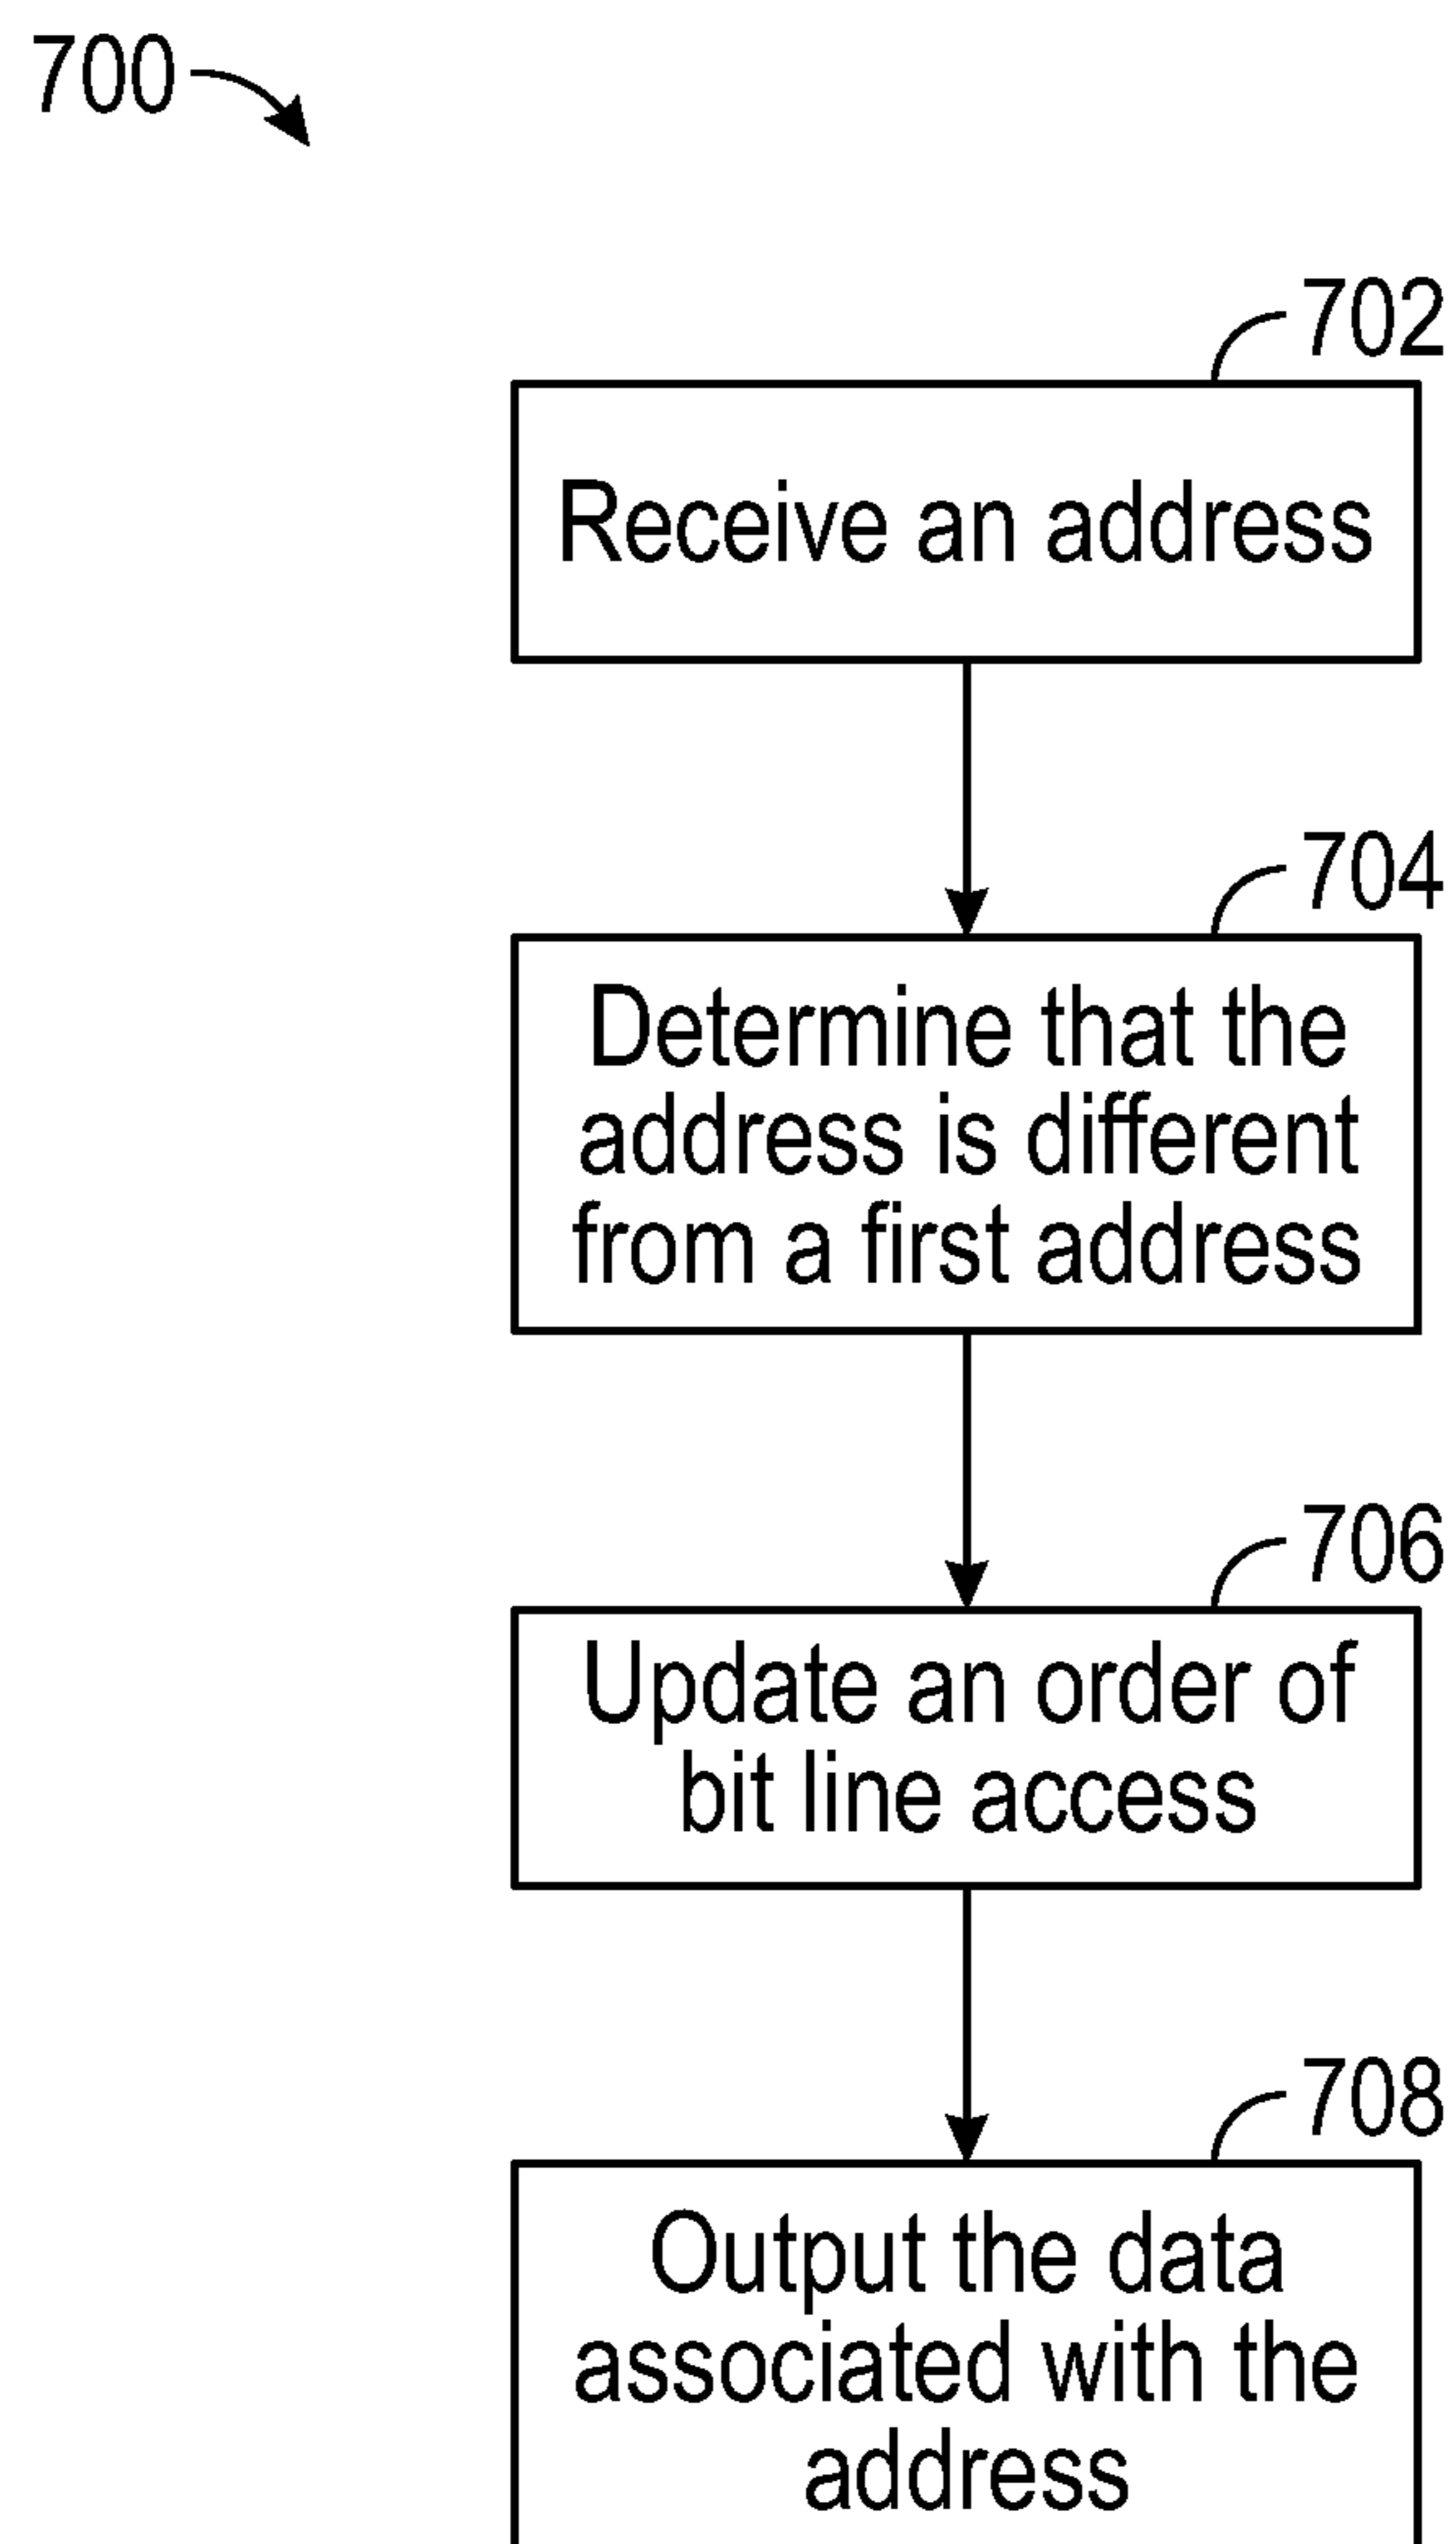 700
702
Receive an address
704
Determine that the
address is different
from a first address
706
Update an order of
bit line access
708
Output the data
associated with the
address